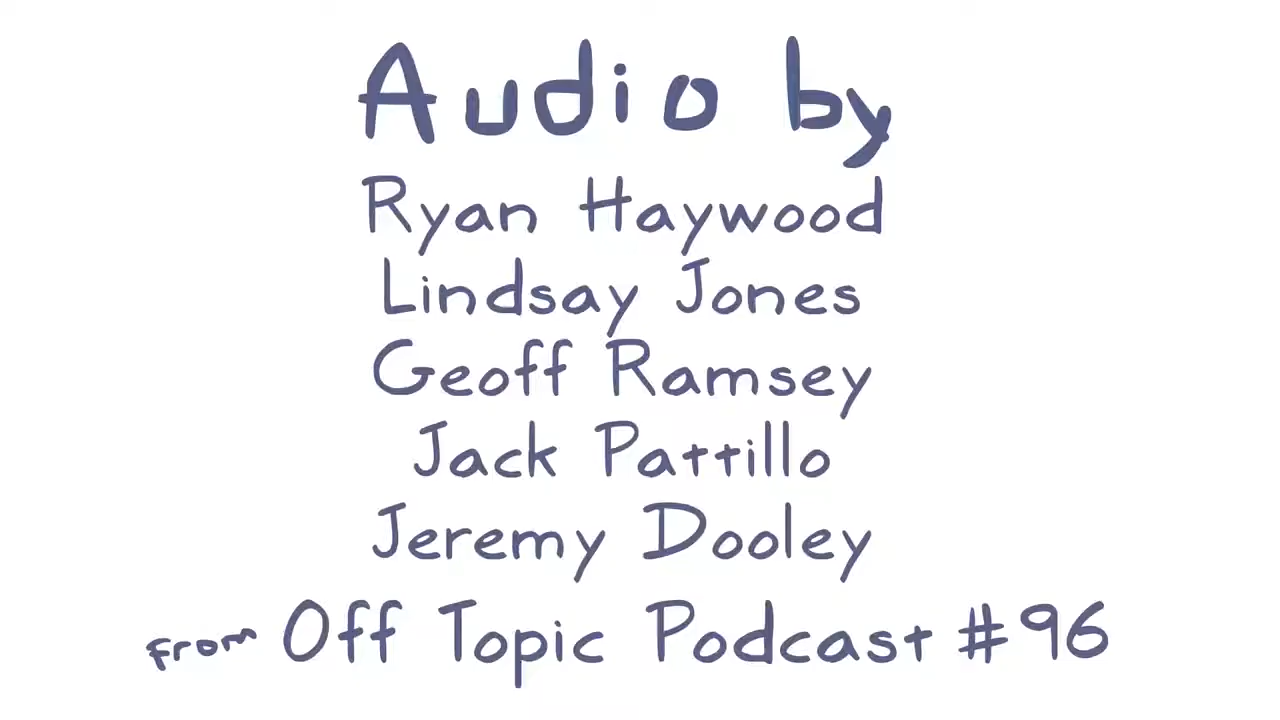 Audio by
Ryan Haywood
Lindsay Jones
Geoff Ramsey
Jack Pattillo
Jeremy Dooley
from Off Topic Podcast #96